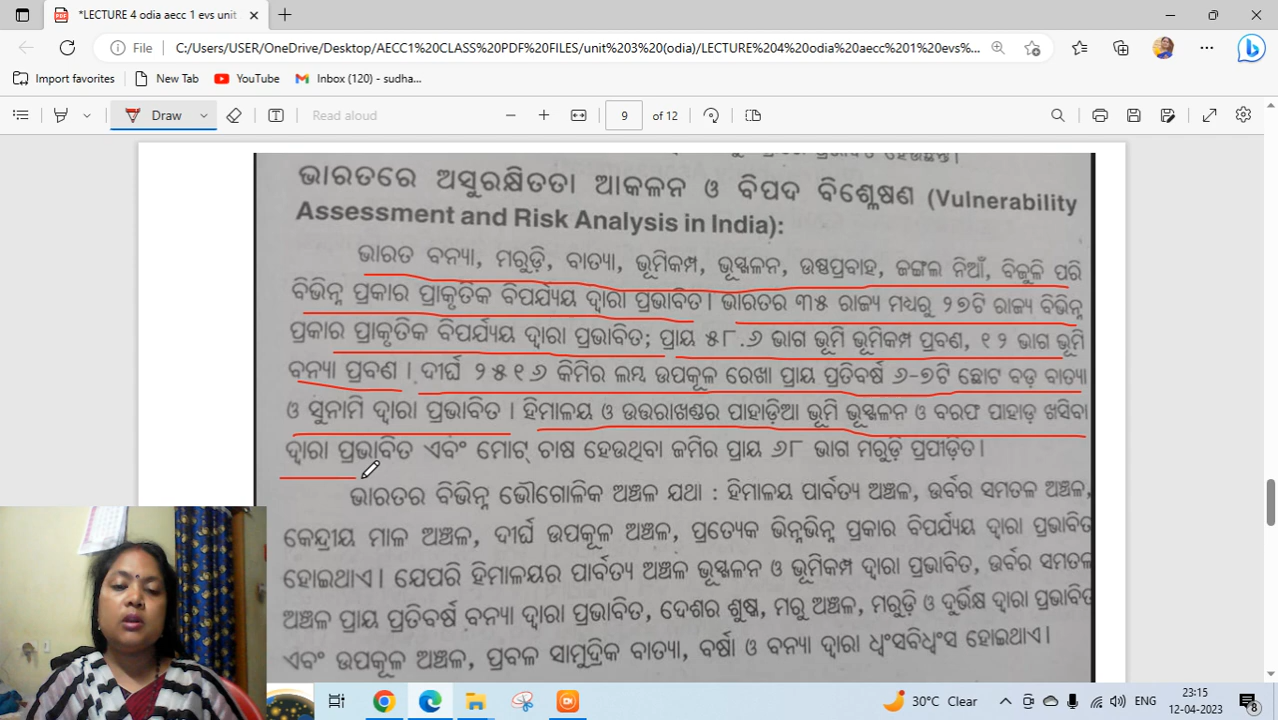 *LECTURE 4 odia aecc 1 evs unit
File C:/Users/USER/OneDrive/Desktop/AECC1%20CLASS%20PDF%20FILES/unit%203%20(odia)/LECTURE%204%20odia%20aecc%201%20evs%...
Import favorites New Tab YouTube Inbox (120) - sudha...
Draw Read aloud 9 of 12
ଭାରତରେ ଅସୁରକ୍ଷିତତା ଆକଳନ ଓ ବିପଦ ବିଶ୍ଳେଷଣ (Vulnerability
Assessment and Risk Analysis in India):
ଭାରତ ବନ୍ୟା, ମରୁଡ଼ି, ବାତ୍ୟା, ଭୂମିକମ୍ପ, ଭୂସ୍ଖଳନ, ଉଷ୍ମପ୍ରବାହ, ଜଙ୍ଗଲ ନିଆଁ, ବିଜୁଳି ପରି
ବିଭିନ୍ନ ପ୍ରକାର ପ୍ରାକୃତିକ ବିପର୍ଯ୍ୟୟ ଦ୍ୱାରା ପ୍ରଭାବିତ। ଭାରତର ୩୫ ରାଜ୍ୟ ମଧ୍ୟରୁ ୨୭ଟି ରାଜ୍ୟ ବିଭିନ୍ନ
ପ୍ରକାର ପ୍ରାକୃତିକ ବିପର୍ଯ୍ୟୟ ଦ୍ୱାରା ପ୍ରଭାବିତ; ପ୍ରାୟ ୫୮.୬ ଭାଗ ଭୂମି ଭୂମିକମ୍ପ ପ୍ରବଣ, ୧୨ ଭାଗ ଭୂମି
ବନ୍ୟା ପ୍ରବଣ। ଦୀର୍ଘ ୨୫୧୬ କିମିର ଲମ୍ବ ଉପକୂଳ ରେଖା ପ୍ରାୟ ପ୍ରତିବର୍ଷ ୬-୭ଟି ଛୋଟ ବଡ଼ ବାତ୍ୟା
ଓ ସୁନାମି ଦ୍ୱାରା ପ୍ରଭାବିତ। ହିମାଳୟ ଓ ଉତ୍ତରାଖଣ୍ଡର ପାହାଡ଼ିଆ ଭୂମି ଭୂସ୍ଖଳନ ଓ ବରଫ ପାହାଡ଼ ଖସିବା
ଦ୍ୱାରା ପ୍ରଭାବିତ ଏବଂ ମୋଟ୍ ଚାଷ ହେଉଥିବା ଜମିର ପ୍ରାୟ ୬୮ ଭାଗ ମରୁଡ଼ି ପ୍ରପୀଡ଼ିତ।
ଭାରତର ବିଭିନ୍ନ ଭୌଗୋଳିକ ଅଞ୍ଚଳ ଯଥା : ହିମାଳୟ ପାର୍ବତ୍ୟ ଅଞ୍ଚଳ, ଉର୍ବର ସମତଳ ଅଞ୍ଚଳ,
କେନ୍ଦ୍ରୀୟ ମାଳ ଅଞ୍ଚଳ, ଦୀର୍ଘ ଉପକୂଳ ଅଞ୍ଚଳ, ପ୍ରତ୍ୟେକ ଭିନ୍ନଭିନ୍ନ ପ୍ରକାର ବିପର୍ଯ୍ୟୟ ଦ୍ୱାରା ପ୍ରଭାବିତ
ହୋଇଥାଏ। ଯେପରି ହିମାଳୟର ପାର୍ବତ୍ୟ ଅଞ୍ଚଳ ଭୂସ୍ଖଳନ ଓ ଭୂମିକମ୍ପ ଦ୍ୱାରା ପ୍ରଭାବିତ, ଉର୍ବର ସମତଳ
ଅଞ୍ଚଳ ପ୍ରାୟ ପ୍ରତିବର୍ଷ ବନ୍ୟା ଦ୍ୱାରା ପ୍ରଭାବିତ, ଦେଶର ଶୁଷ୍କ, ମରୁ ଅଞ୍ଚଳ, ମରୁଡ଼ି ଓ ଦୁର୍ଭିକ୍ଷ ଦ୍ୱାରା ପ୍ରଭାବିତ
ଏବଂ ଉପକୂଳ ଅଞ୍ଚଳ, ପ୍ରବଳ ସାମୁଦ୍ରିକ ବାତ୍ୟା, ବର୍ଷା ଓ ବନ୍ୟା ଦ୍ୱାରା ଧ୍ୱଂସବିଧ୍ୱଂସ ହୋଇଥାଏ।
30°C Clear ENG 23:15
12-04-2023 8